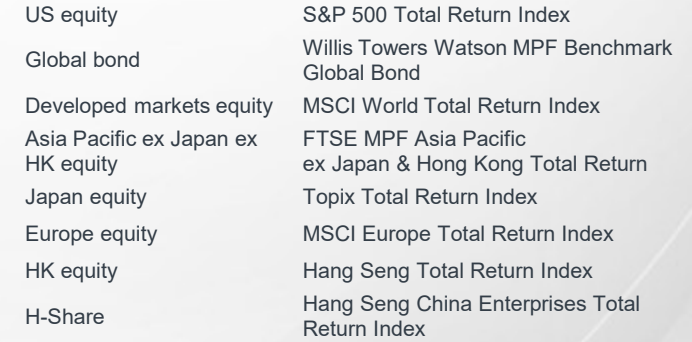 US equity S&P 500 Total Return Index
Global bond Willis Towers Watson MPF Benchmark
Global Bond
Developed markets equity MSCI World Total Return Index
Asia Pacific ex Japan ex FTSE MPF Asia Pacific
HK equity ex Japan & Hong Kong Total Return
Japan equity Topix Total Return Index
Europe equity MSCI Europe Total Return Index
HK equity Hang Seng Total Return Index
H-Share Hang Seng China Enterprises Total
Return Index